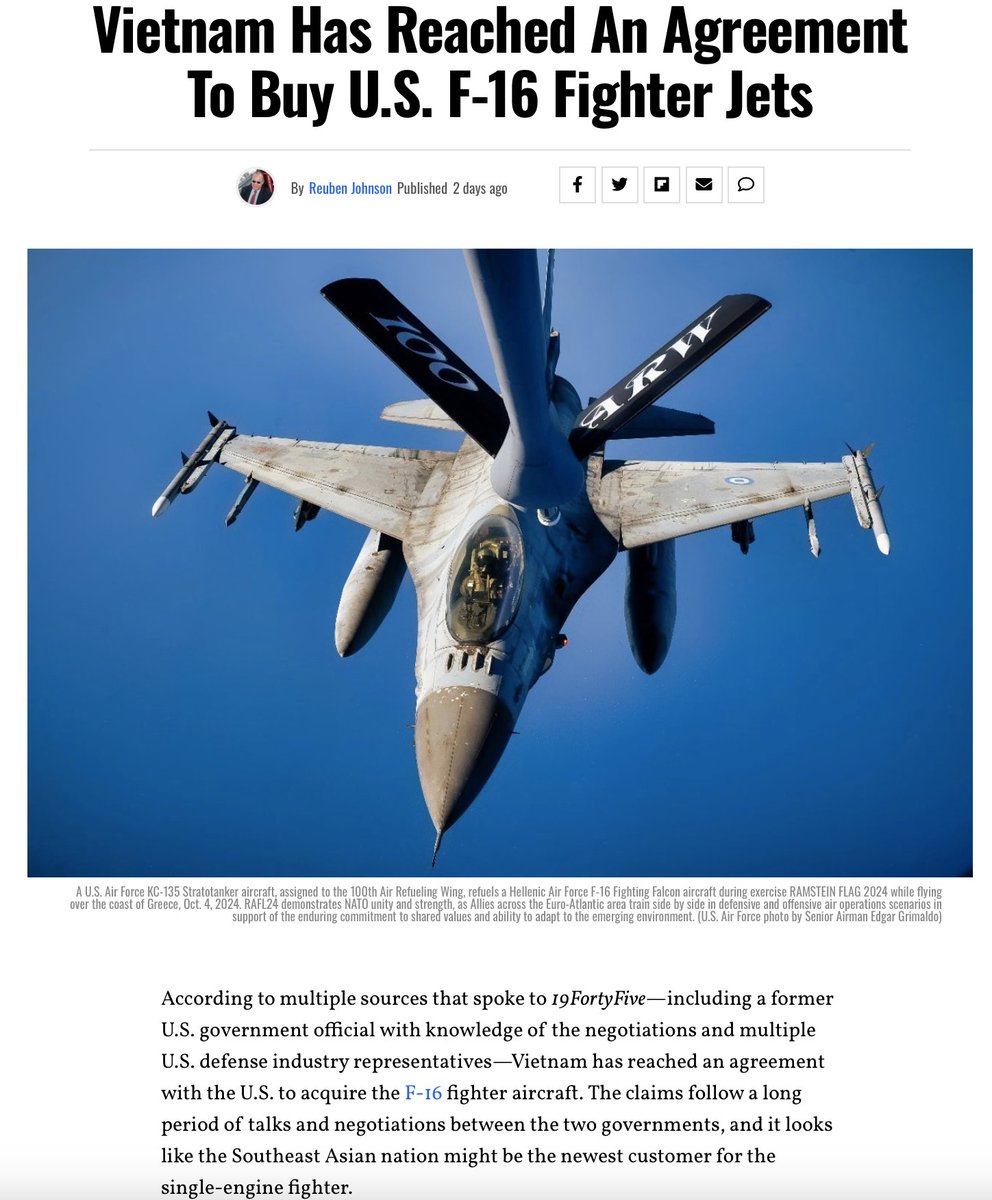 Vietnam Has Reached An Agreement
To Buy U.S. F-16 Fighter Jets
By Reuben Johnson Published 2 days ago
100
ARW
A U.S. Air Force KC-135 Stratotanker aircraft, assigned to the 100th Air Refueling Wing, refuels a Hellenic Air Force F-16 Fighting Falcon aircraft during exercise RAMSTEIN FLAG 2024 while flying
over the coast of Greece, Oct. 4, 2024. RAFL24 demonstrates NATO unity and strength, as Allies across the Euro-Atlantic area train side by side in defensive and offensive air operations scenarios in
support of the enduring commitment to shared values and ability to adapt to the emerging environment. (U.S. Air Force photo by Senior Airman Edgar Grimaldo)
According to multiple sources that spoke to 19FortyFive—including a former
U.S. government official with knowledge of the negotiations and multiple
U.S. defense industry representatives—Vietnam has reached an agreement
with the U.S. to acquire the F-16 fighter aircraft. The claims follow a long
period of talks and negotiations between the two governments, and it looks
like the Southeast Asian nation might be the newest customer for the
single-engine fighter.